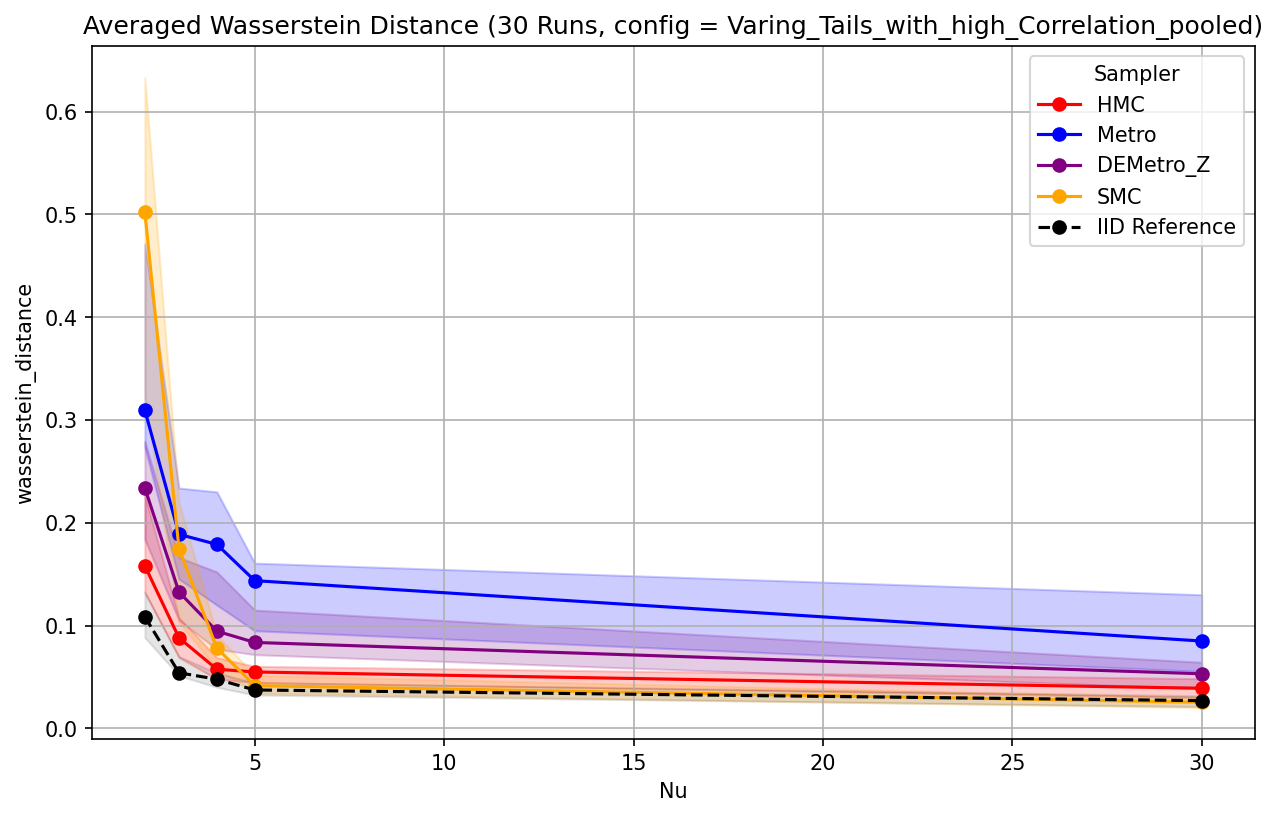 Averaged Wasserstein Distance (30 Runs, config = Varing_Tails_with_high_Correlation_pooled)
Sampler
HMC
Metro
DEMetro_Z
SMC
IID Reference
wasserstein_distance
0.6
0.5
0.4
0.3
0.2
0.1
0.0
5
10
15
20
25
30
Nu